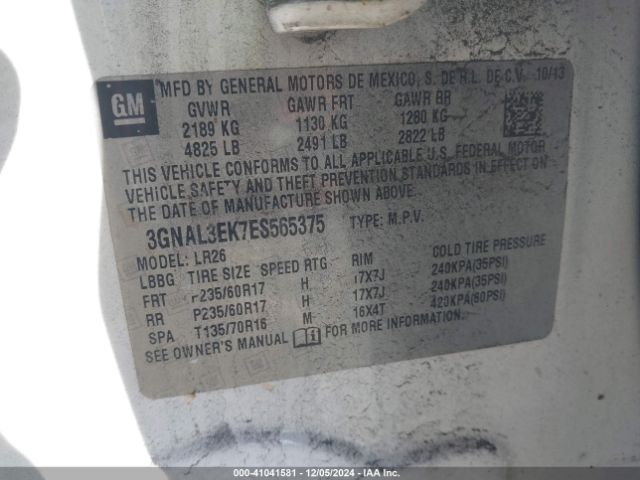 GM
MFD BY GENERAL MOTORS DE MEXICO, S. DE R.L. DE C.V. 10/13
GVWR GAWR FRT GAWR RR
2189 KG 1130 KG 1280 KG
4825 LB 2491 LB 2822 LB
THIS VEHICLE CONFORMS TO ALL APPLICABLE U.S. FEDERAL MOTOR
VEHICLE SAFETY AND THEFT PREVENTION STANDARDS IN EFFECT ON
THE DATE OF MANUFACTURE SHOWN ABOVE.
3GNAL3EK7ES565375 TYPE: M.P.V.
MODEL: LR26
LBBG TIRE SIZE SPEED RTG RIM COLD TIRE PRESSURE
FRT P235/60R17 H 17X7J 240KPA(35PSI)
RR P235/60R17 H 17X7J 240KPA(35PSI)
SPA T135/70R16 M 16X4T 420KPA(60PSI)
SEE OWNER'S MANUAL FOR MORE INFORMATION.
000-41041581 - 12/05/2024 - IAA Inc.